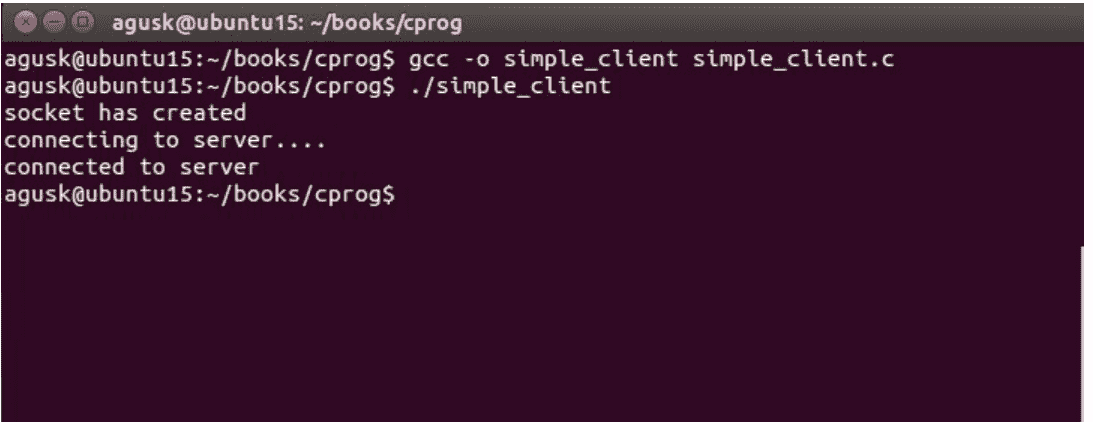 agusk@ubuntu15: ~/books/cprog
agusk@ubuntu15:~/books/cprog$ gcc -o simple_client simple_client.c
agusk@ubuntu15:~/books/cprog$ ./simple_client
socket has created
connecting to server....
connected to server
agusk@ubuntu15:~/books/cprog$